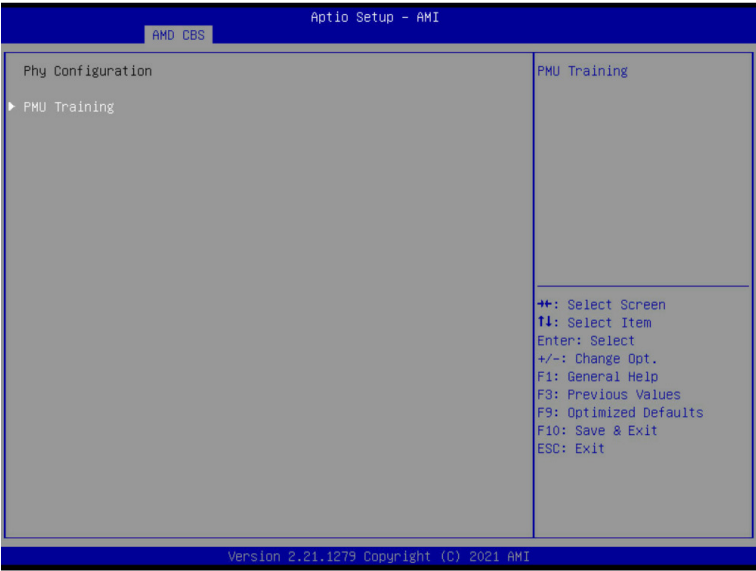 Aptio Setup – AMI
AMD CBS
Phy Configuration
▶ PMU Training
PMU Training
→←: Select Screen
↑↓: Select Item
Enter: Select
+/-: Change Opt.
F1: General Help
F3: Previous Values
F9: Optimized Defaults
F10: Save & Exit
ESC: Exit
Version 2.21.1279 Copyright (C) 2021 AMI